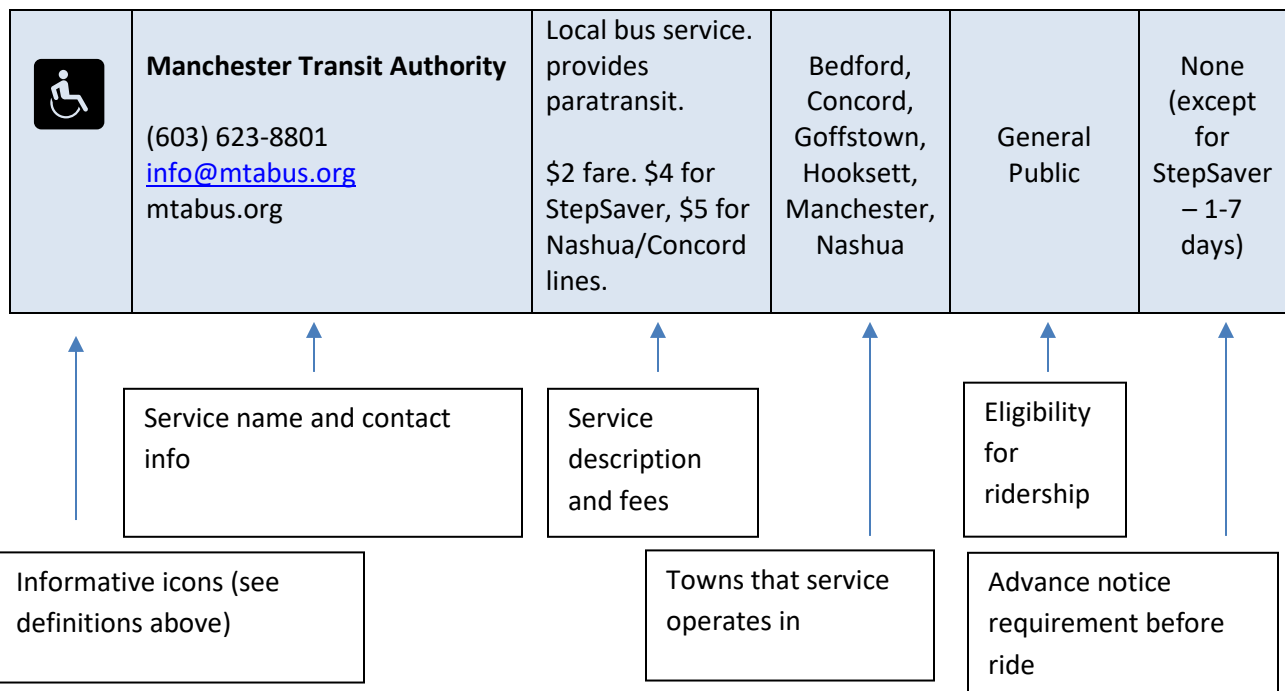 Manchester Transit Authority
(603) 623-8801
info@mtabus.org
mtabus.org
Local bus service.
provides
paratransit.
$2 fare. $4 for
StepSaver, $5 for
Nashua/Concord
lines.
Bedford,
Concord,
Goffstown,
Hooksett,
Manchester,
Nashua
General
Public
None
(except
for
StepSaver
– 1-7
days)
Service name and contact
info
Service
description
and fees
Eligibility
for
ridership
Informative icons (see
definitions above)
Towns that service
operates in
Advance notice
requirement before
ride